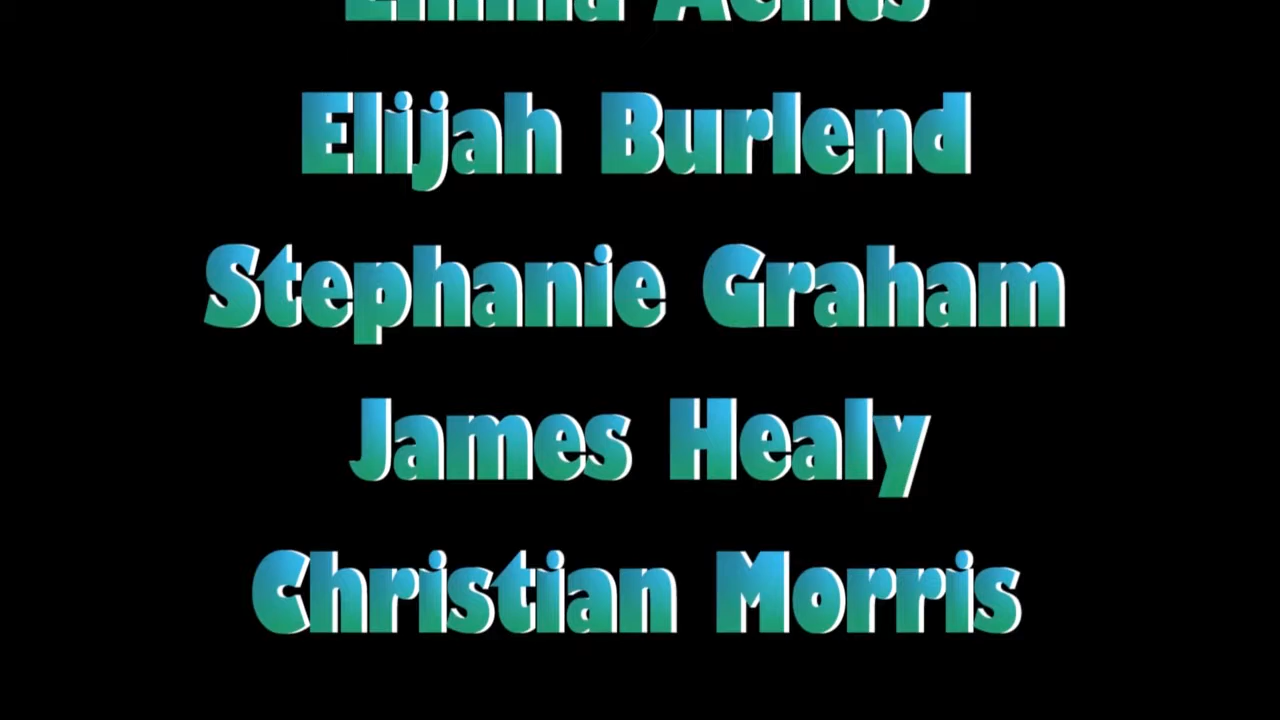 Elijah Burlend
Stephanie Graham
James Healy
Christian Morris